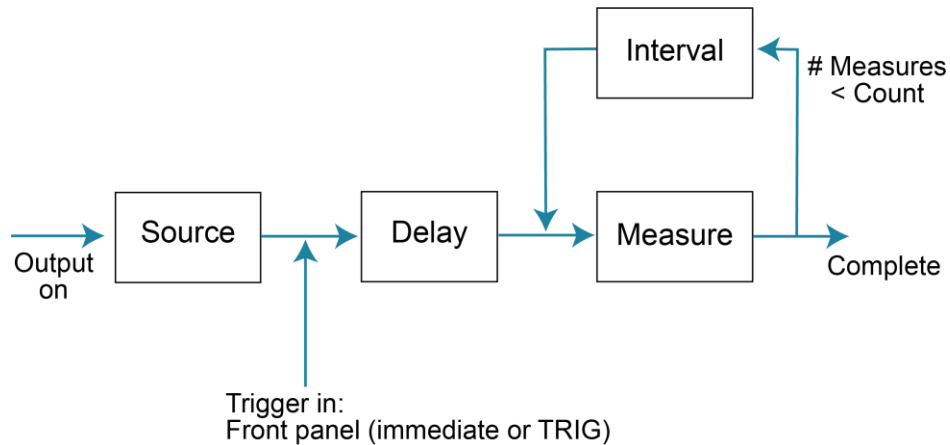 Interval
# Measures
< Count
Source
Delay
Measure
Output
on
Complete
Trigger in:
Front panel (immediate or TRIG)